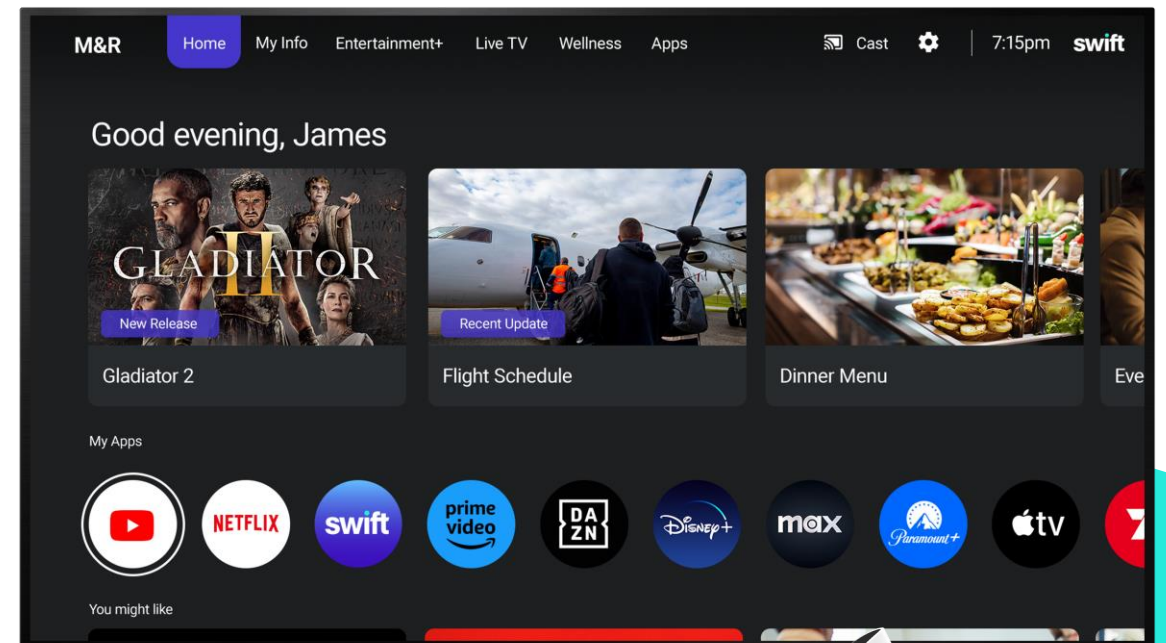 M&R
Home
My Info
Entertainment+
Live TV
Wellness
Apps
Cast
7:15pm
swift
Good evening, James
GLADIATOR
II
New Release
Recent Update
Gladiator 2
Flight Schedule
Dinner Menu
Eve
My Apps
NETFLIX
swift
prime
video
DA
ZN
Disney+
max
Paramount+
tv
7
You might like